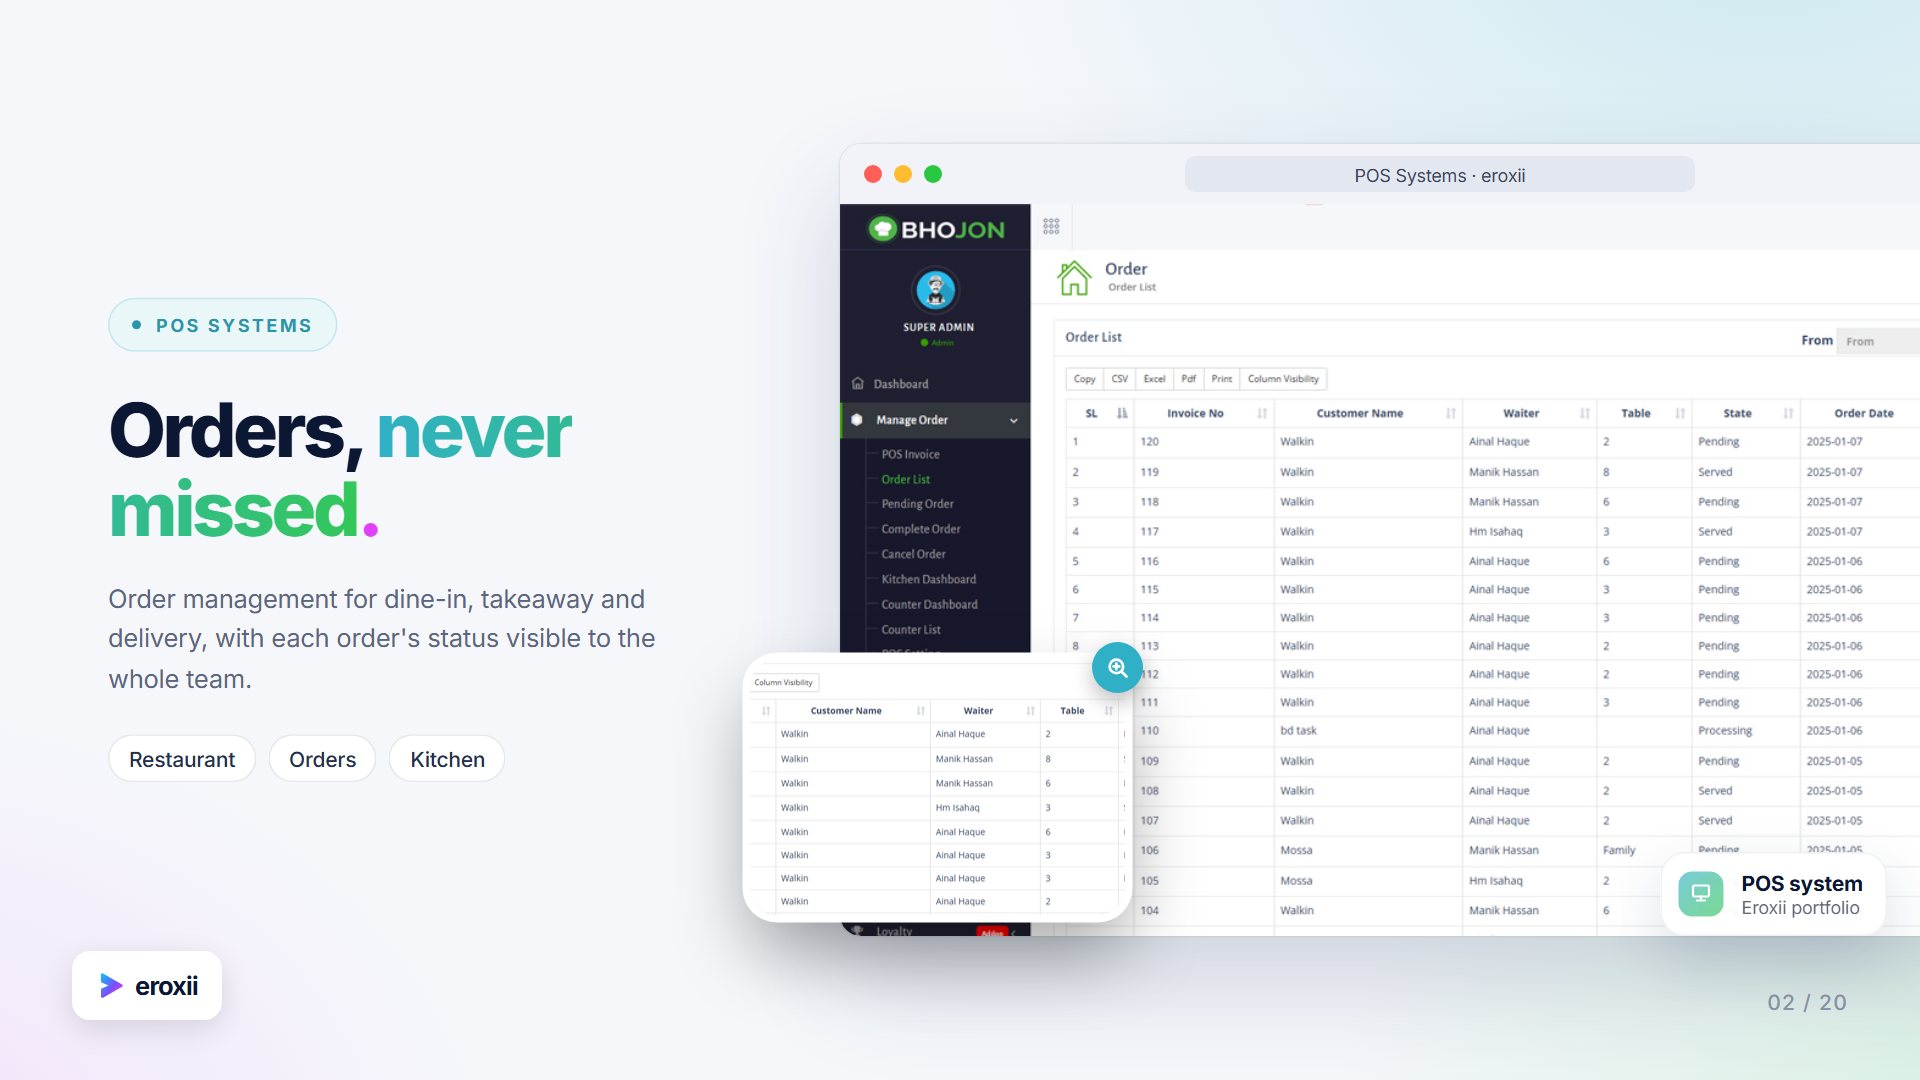 POS SYSTEMS
Orders, never
missed.
Order management for dine-in, takeaway and
delivery, with each order's status visible to the
whole team.
Restaurant Orders Kitchen
eroxii
POS Systems · eroxii
BHOJON
SUPER ADMIN
Admin
Dashboard
Manage Order
POS Invoice
Order List
Pending Order
Complete Order
Cancel Order
Kitchen Dashboard
Counter Dashboard
Counter List
Loyalty Addon
Order
Order List
Order List
From From
Copy CSV Excel Pdf Print Column Visibility
SL Invoice No Customer Name Waiter Table State Order Date
1 120 Walkin Ainal Haque 2 Pending 2025-01-07
2 119 Walkin Manik Hassan 8 Served 2025-01-07
3 118 Walkin Manik Hassan 6 Pending 2025-01-07
4 117 Walkin Hm Isahaq 3 Served 2025-01-07
5 116 Walkin Ainal Haque 6 Pending 2025-01-06
6 115 Walkin Ainal Haque 3 Pending 2025-01-06
7 114 Walkin Ainal Haque 3 Pending 2025-01-06
8 113 Walkin Ainal Haque 2 Pending 2025-01-06
112 Walkin Ainal Haque 2 Pending 2025-01-06
111 Walkin Ainal Haque 3 Pending 2025-01-06
110 bd task Processing 2025-01-06
109 Walkin Ainal Haque 2 Pending 2025-01-05
108 Walkin Ainal Haque 2 Served 2025-01-05
107 Walkin Ainal Haque 2 Served 2025-01-05
106 Mossa Manik Hassan Family Pending 2025-01-05
105 Mossa Hm Isahaq 2
104 Walkin Manik Hassan 6
Column Visibility
Customer Name Waiter Table
Walkin Ainal Haque 2
Walkin Manik Hassan 8
Walkin Manik Hassan 6
Walkin Hm Isahaq 3
Walkin Ainal Haque 6
Walkin Ainal Haque 3
Walkin Ainal Haque 3
Walkin Ainal Haque 2
POS system
Eroxii portfolio
02 / 20